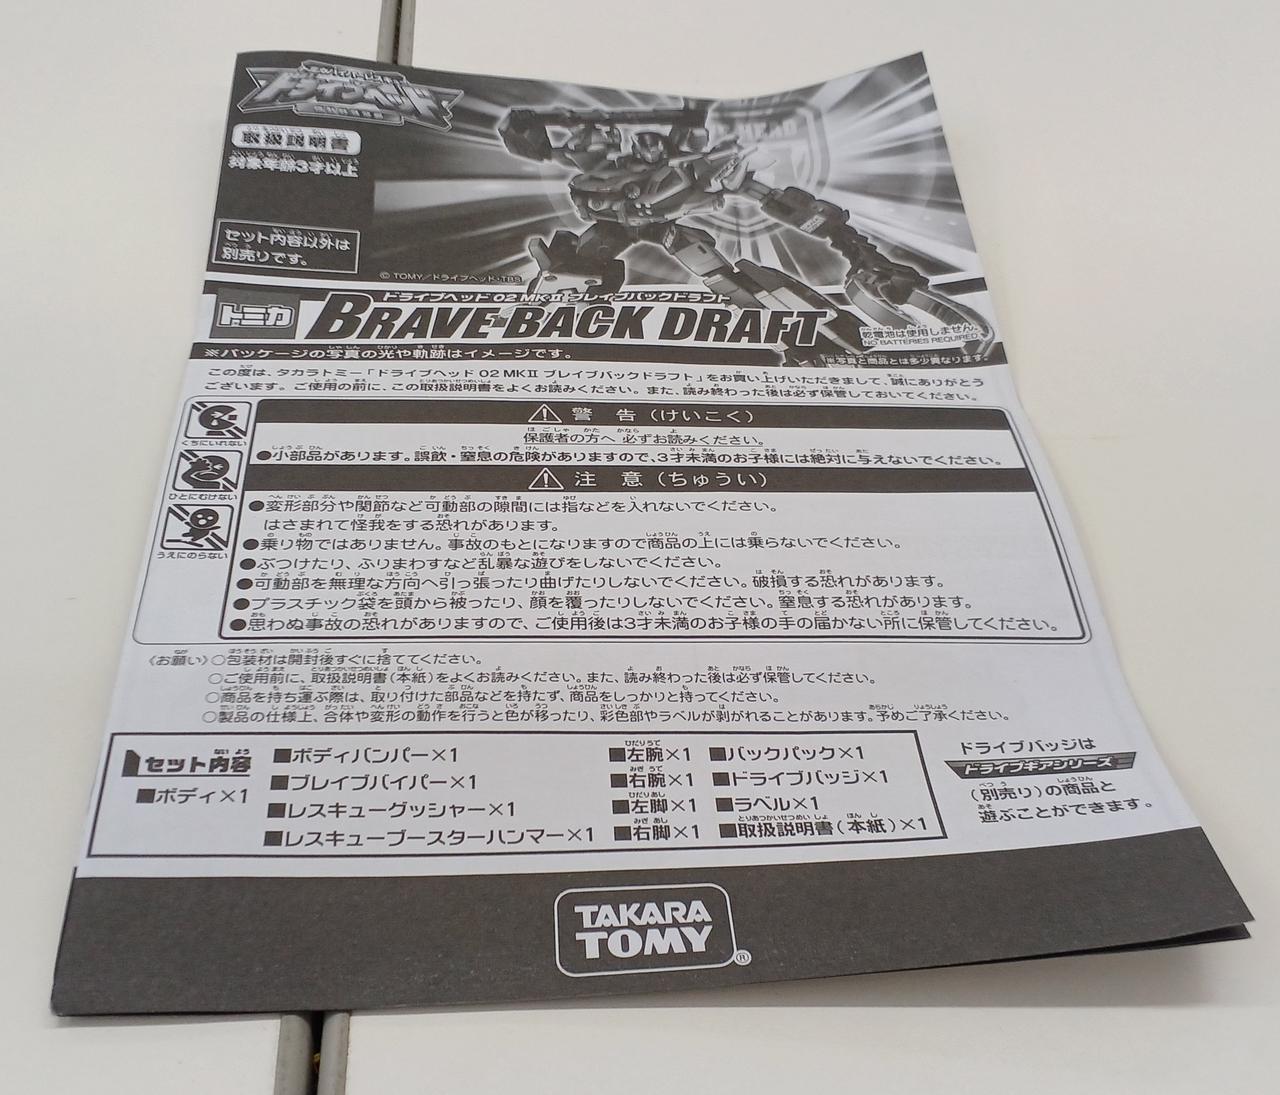 トミカ ハイパーレスキュー
ドライブヘッド
機動救急警察
取扱説明書
対象年齢3才以上
セット内容以外は
別売りです。
© TOMY/ドライブヘッド・TBS
ドライブヘッド 02 MKⅡ ブレイブバックドラフト
トミカ
BRAVE-BACK DRAFT
乾電池は使用しません。
NO BATTERIES REQUIRED.
※パッケージの写真の光や軌跡はイメージです。
※写真と商品とは多少異なります。
この度は、タカラトミー「ドライブヘッド 02 MKⅡ ブレイブバックドラフト」をお買い上げいただきまして、誠にありがとう
ございます。ご使用の前に、この取扱説明書をよくお読みください。また、読み終わった後は必ず保管しておいてください。
くちにいれない
ひとにむけない
うえにのらない
警 告(けいこく)
保護者の方へ 必ずお読みください。
●小部品があります。誤飲・窒息の危険がありますので、3才未満のお子様には絶対に与えないでください。
注 意(ちゅうい)
●変形部分や関節など可動部の隙間には指などを入れないでください。
はさまれて怪我をする恐れがあります。
●乗り物ではありません。事故のもとになりますので商品の上には乗らないでください。
●ぶつけたり、ふりまわすなど乱暴な遊びをしないでください。
●可動部を無理な方向へ引っ張ったり曲げたりしないでください。破損する恐れがあります。
●プラスチック袋を頭から被ったり、顔を覆ったりしないでください。窒息する恐れがあります。
●思わぬ事故の恐れがありますので、ご使用後は3才未満のお子様の手の届かない所に保管してください。
〈お願い〉○包装材は開封後すぐに捨ててください。
○ご使用前に、取扱説明書(本紙)をよくお読みください。また、読み終わった後は必ず保管してください。
○商品を持ち運ぶ際は、取り付けた部品などを持たず、商品をしっかりと持ってください。
○製品の仕様上、合体や変形の動作を行うと色が移ったり、彩色部やラベルが剥がれることがあります。予めご了承ください。
セット内容
■ボディ×1
■ボディバンパー×1
■ブレイブバイパー×1
■レスキューグッシャー×1
■レスキューブースターハンマー×1
■左腕×1
■右腕×1
■左脚×1
■右脚×1
■バックパック×1
■ドライブバッジ×1
■ラベル×1
■取扱説明書(本紙)×1
ドライブバッジは
ドライブギアシリーズ
(別売り)の商品と
遊ぶことができます。
TAKARA
TOMY
®